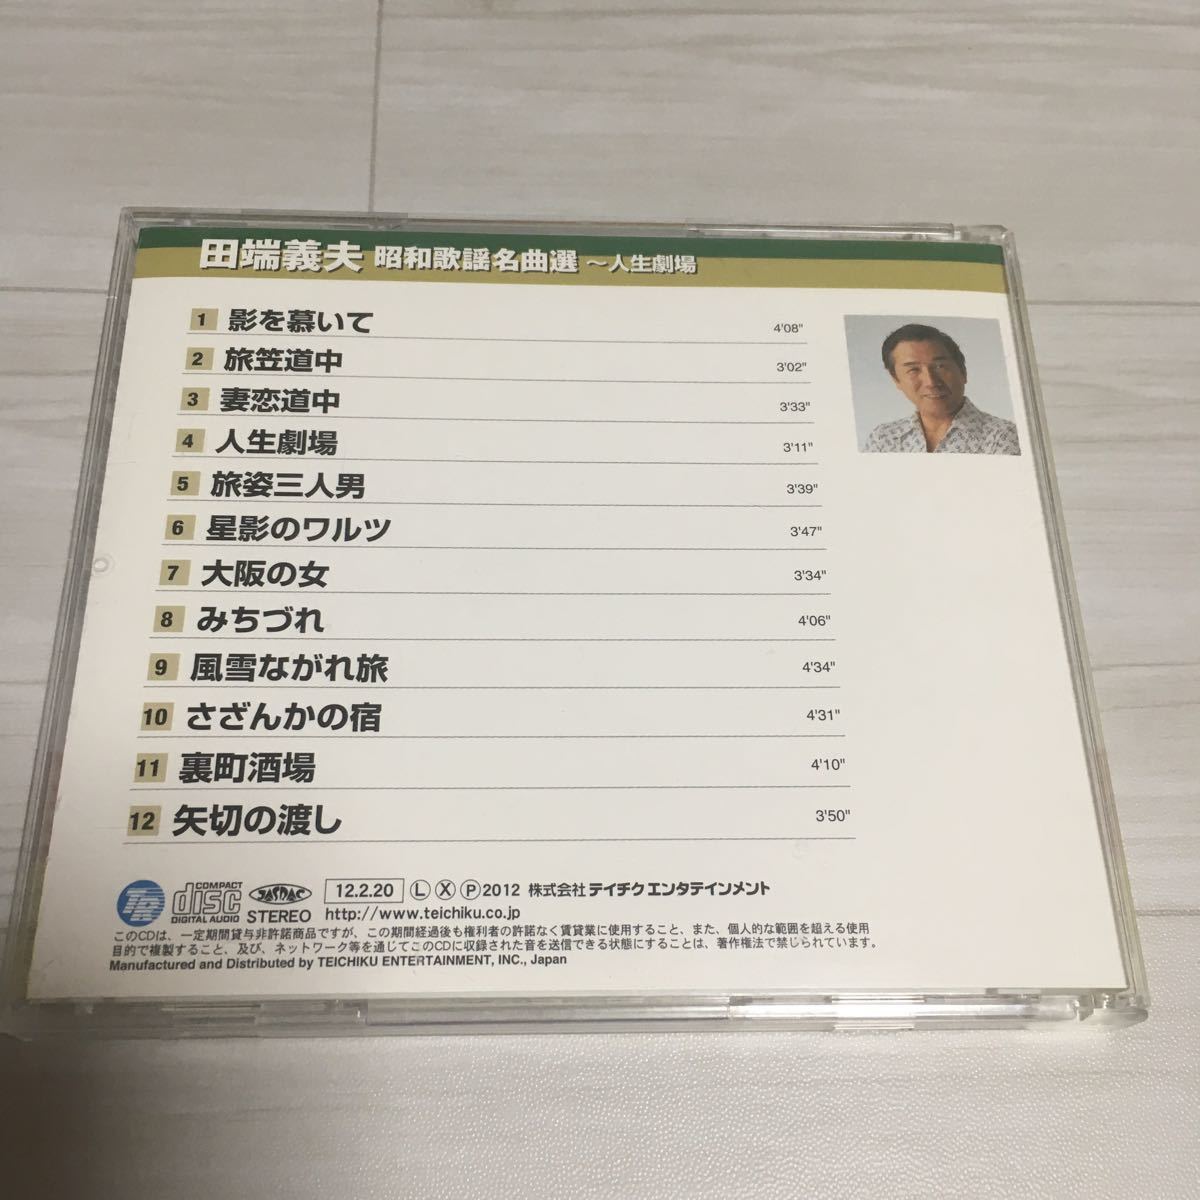 田端義夫 昭和歌謡名曲選 ～人生劇場
1 影を慕いて 4'08"
2 旅笠道中 3'02"
3 妻恋道中 3'33"
4 人生劇場 3'11"
5 旅姿三人男 3'39"
6 星影のワルツ 3'47"
7 大阪の女 3'34"
8 みちづれ 4'06"
9 風雪ながれ旅 4'34"
10 さざんかの宿 4'31"
11 裏町酒場 4'10"
12 矢切の渡し 3'50"
COMPACT disc DIGITAL AUDIO JASRAC STEREO 12.2.20 Ⓛ Ⓧ Ⓟ2012 株式会社テイチクエンタテインメント
http://www.teichiku.co.jp
このCDは、一定期間貸与非許諾商品ですが、この期間経過後も権利者の許諾なく賃貸業に使用すること、また、個人的な範囲を超える使用
目的で複製すること、及び、ネットワーク等を通じてこのCDに収録された音を送信できる状態にすることは、著作権法で禁じられています。
Manufactured and Distributed by TEICHIKU ENTERTAINMENT, INC., Japan